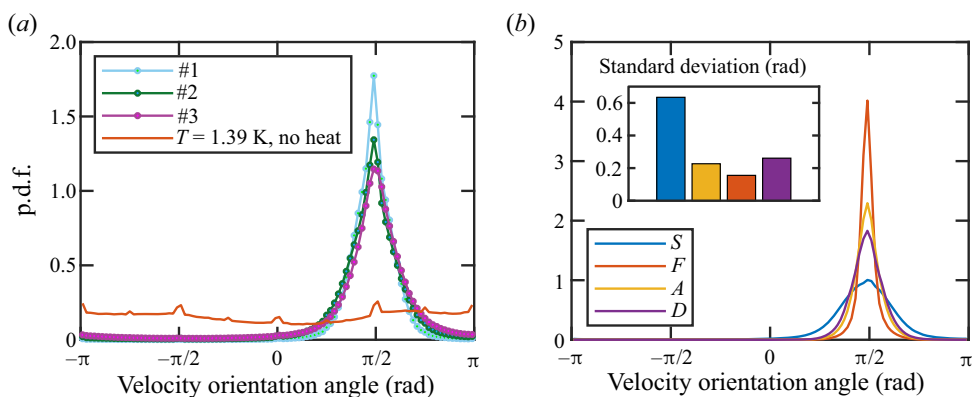 (a)
2.0
1.5
1.0
0.5
0
p.d.f.
#1
#2
#3
T = 1.39 K, no heat
−π
−π/2
0
π/2
π
Velocity orientation angle (rad)
(b)
5
4
3
2
1
0
Standard deviation (rad)
0.6
0.4
0.2
0
S
F
A
D
−π
−π/2
0
π/2
π
Velocity orientation angle (rad)